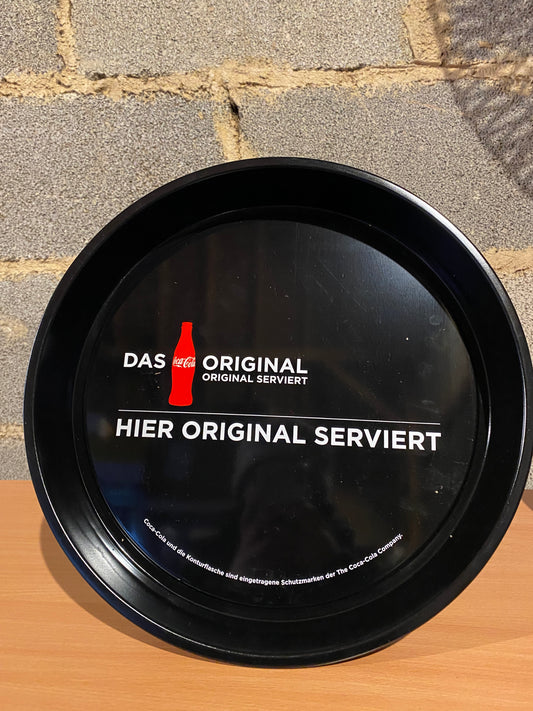 DAS Coca-Cola ORIGINAL
ORIGINAL SERVIERT
HIER ORIGINAL SERVIERT
Coca-Cola und die Konturflasche sind eingetragene Schutzmarken der The Coca-Cola Company.